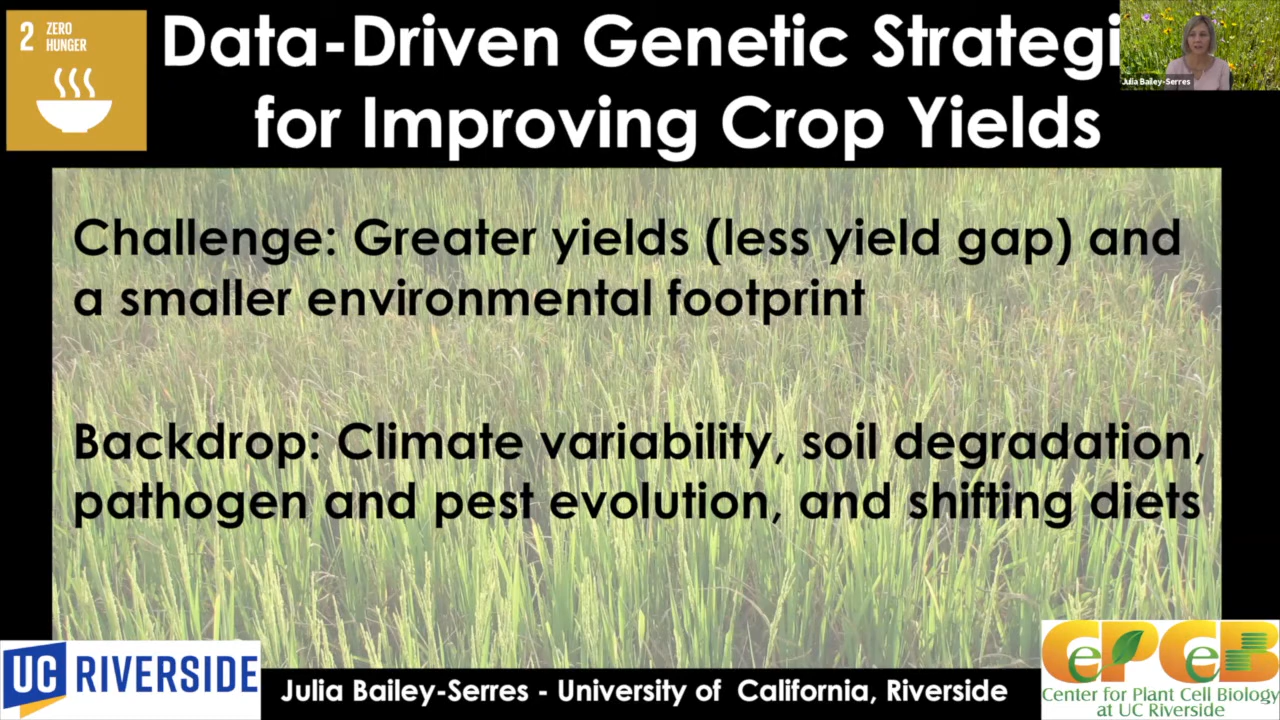 2 ZERO
HUNGER
Data-Driven Genetic Strategi
for Improving Crop Yields
Julia Bailey-Serres
Challenge: Greater yields (less yield gap) and
a smaller environmental footprint
Backdrop: Climate variability, soil degradation,
pathogen and pest evolution, and shifting diets
UC RIVERSIDE
Julia Bailey-Serres - University of California, Riverside
CEPCEB
Center for Plant Cell Biology
at UC Riverside